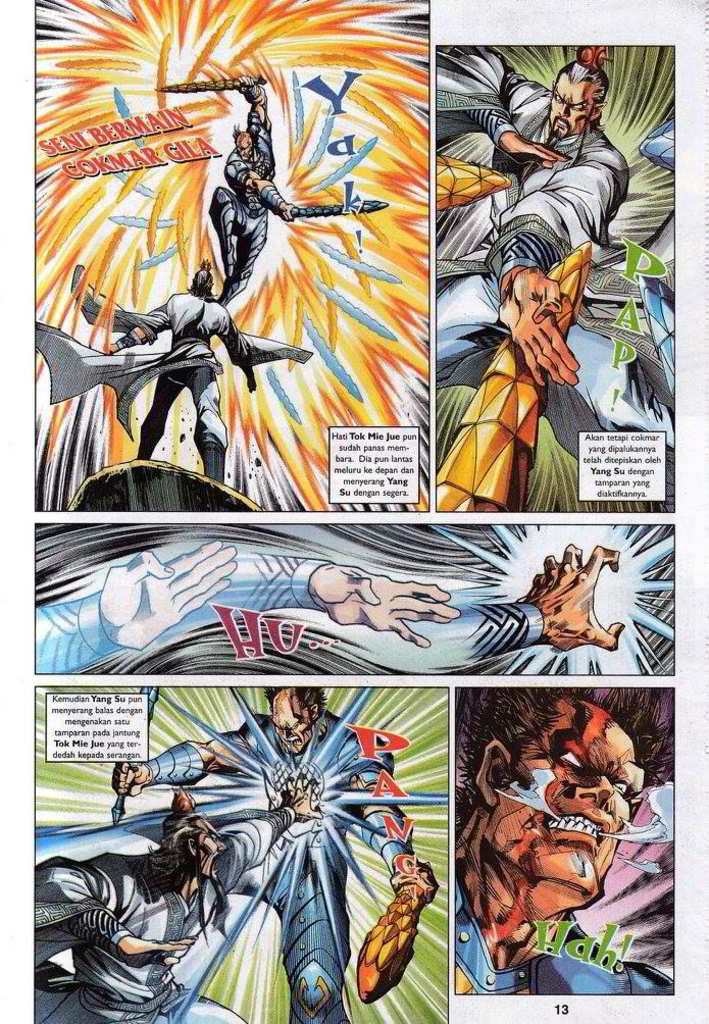 SENI BERMAIN
COKMAR GILA
Yak!
Hati Tok Mie Jue pun
sudah panas mem-
bara. Dia pun lantas
meluru ke depan dan
menyerang Yang
Su dengan segera.
PAP!
Akan tetapi cokmar
yang dipalukannya
telah ditepiskan oleh
Yang Su dengan
tamparan yang
diaktifkannya.
HU...
Kemudian Yang Su pun
menyerang balas dengan
mengenakan satu
tamparan pada jantung
Tok Mie Jue yang ter-
dedah kepada serangan.
PANG
Hah!
13